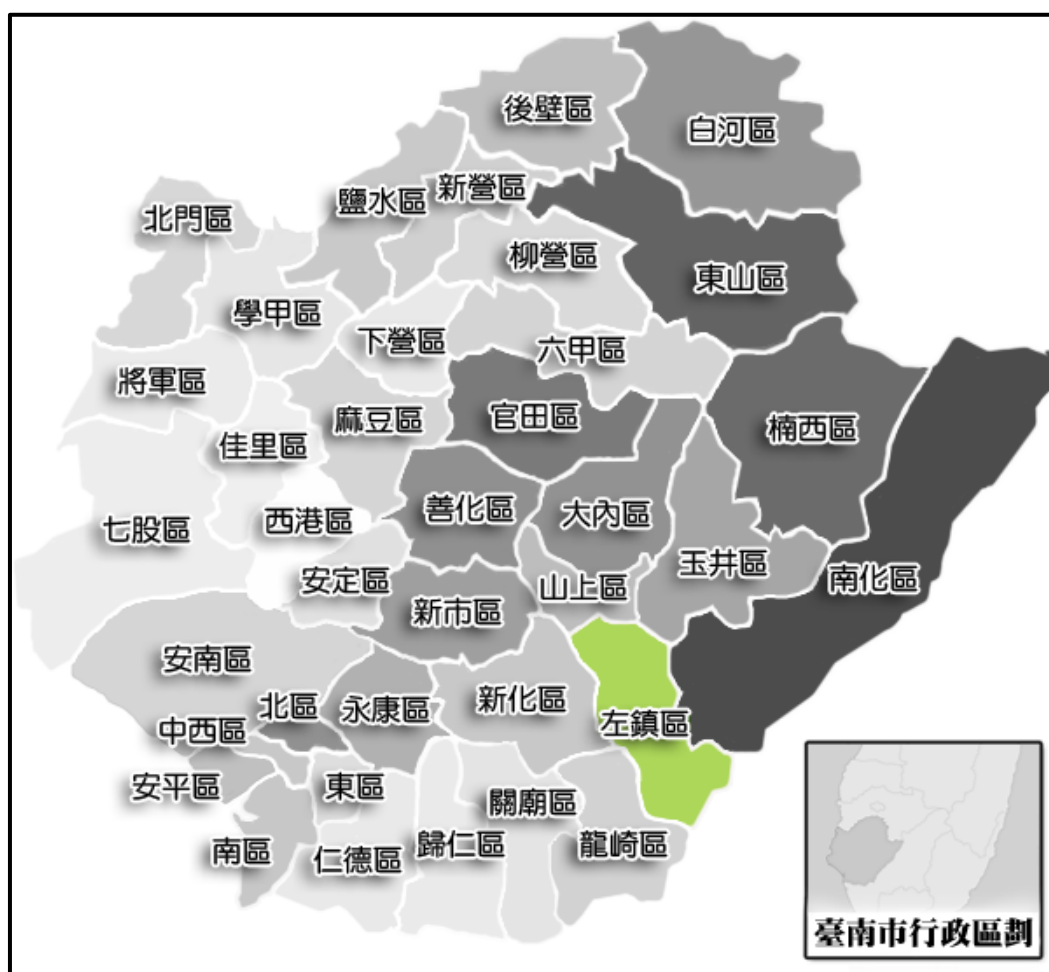 後壁區
白河區
新營區
鹽水區
北門區
柳營區
東山區
學甲區
下營區
六甲區
將軍區
官田區
麻豆區
楠西區
佳里區
善化區
大內區
西港區
七股區
玉井區
安定區
新市區
山上區
南化區
安南區
北區
永康區
新化區
左鎮區
中西區
安平區
東區
關廟區
南區
仁德區
歸仁區
龍崎區
臺南市行政區劃